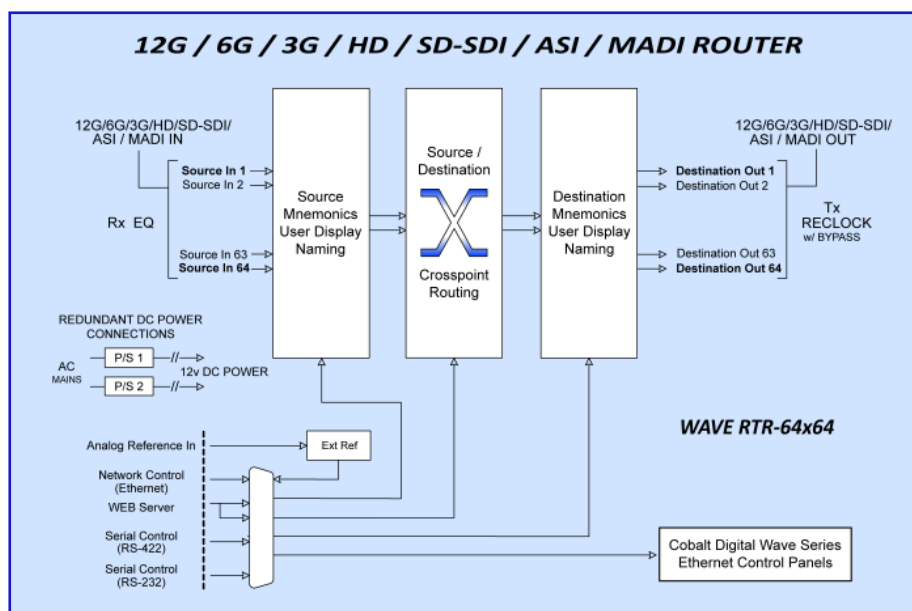 12G / 6G / 3G / HD / SD-SDI / ASI / MADI ROUTER
12G/6G/3G/HD/SD-SDI/
ASI / MADI IN
Source In 1
Source In 2
Rx EQ
Source In 63
Source In 64
Source
Mnemonics
User Display
Naming
Source /
Destination
Crosspoint
Routing
Destination
Mnemonics
User Display
Naming
12G/6G/3G/HD/SD-SDI/
ASI / MADI OUT
Destination Out 1
Destination Out 2
Tx
RECLOCK
w/ BYPASS
Destination Out 63
Destination Out 64
REDUNDANT DC POWER
CONNECTIONS
AC
MAINS
P/S 1
P/S 2
12v DC POWER
WAVE RTR-64x64
Analog Reference In
Ext Ref
Network Control
(Ethernet)
WEB Server
Serial Control
(RS-422)
Serial Control
(RS-232)
Cobalt Digital Wave Series
Ethernet Control Panels